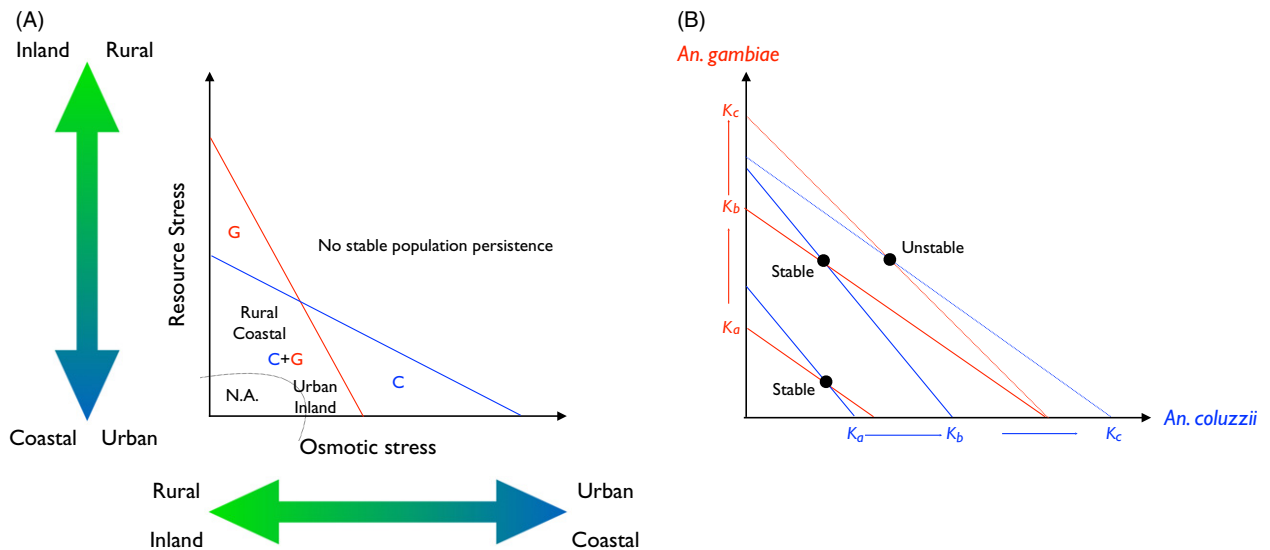 (A)
Inland Rural
Resource Stress
G
No stable population persistence
Rural
Coastal
C+G
C
N.A.
Urban
Inland
Coastal Urban
Osmotic stress
Rural
Urban
Inland
Coastal
(B)
An. gambiae
Kc
Kb
Unstable
Stable
Ka
Stable
An. coluzzii
Ka Kb Kc